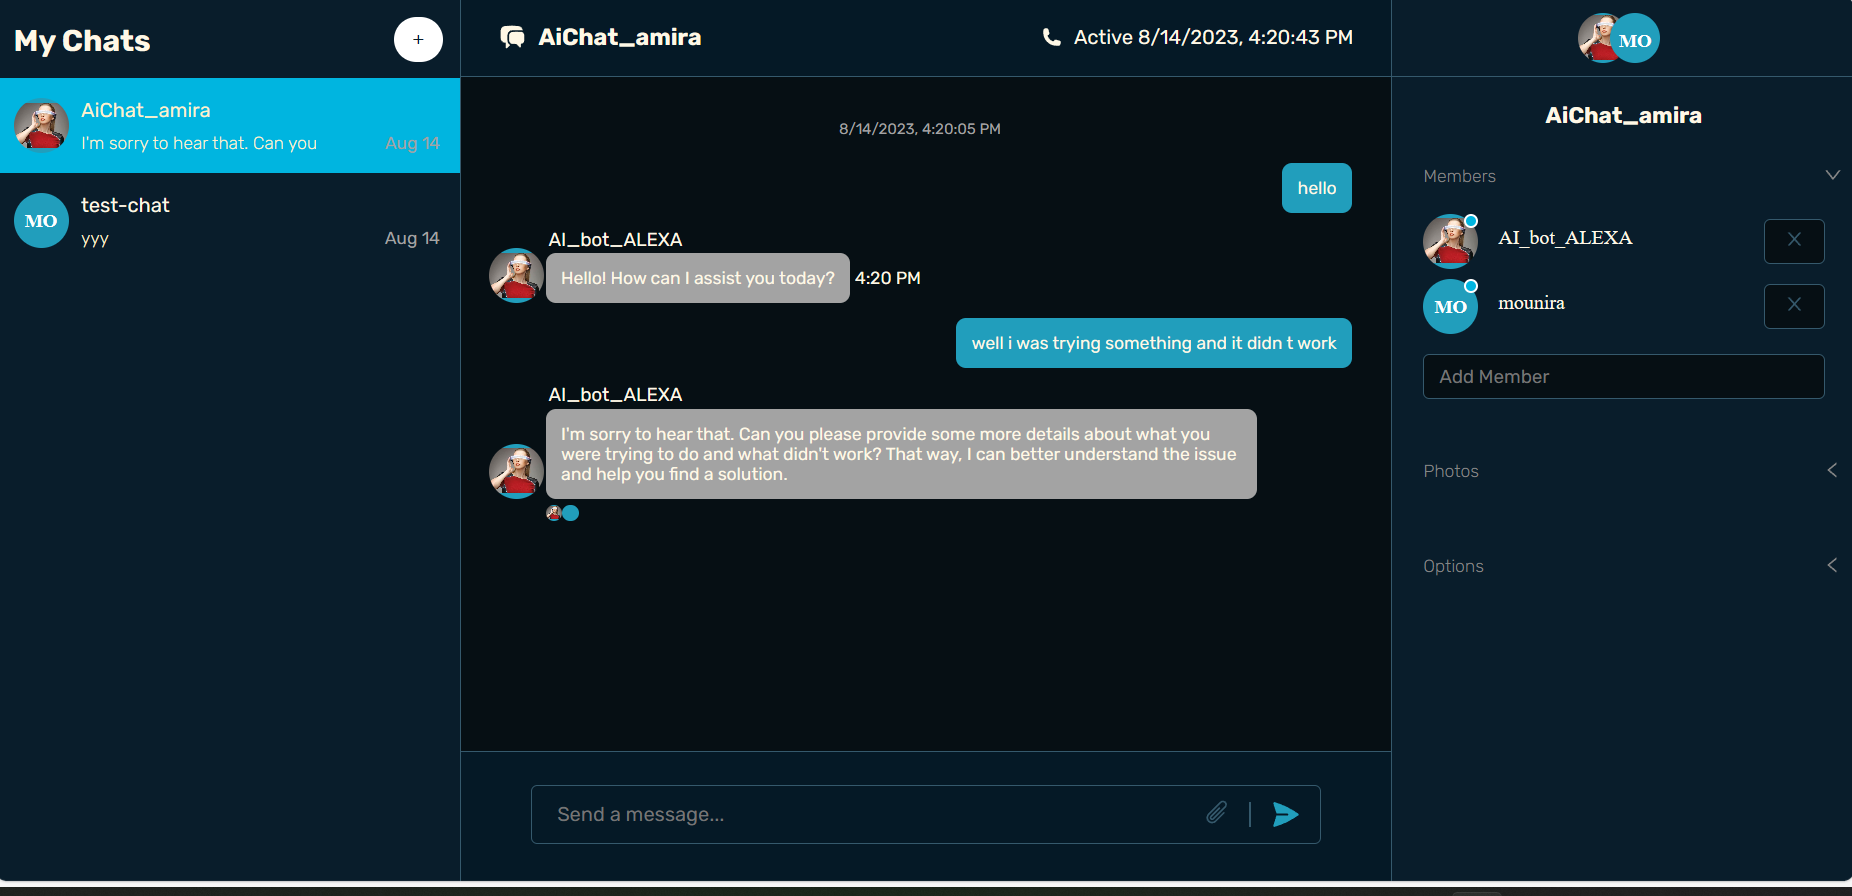 My Chats
+
AiChat_amira
I'm sorry to hear that. Can you
Aug 14
MO
test-chat
yyy
Aug 14
AiChat_amira
Active 8/14/2023, 4:20:43 PM
8/14/2023, 4:20:05 PM
hello
AI_bot_ALEXA
Hello! How can I assist you today?
4:20 PM
well i was trying something and it didn t work
AI_bot_ALEXA
I'm sorry to hear that. Can you please provide some more details about what you
were trying to do and what didn't work? That way, I can better understand the issue
and help you find a solution.
Send a message...
MO
AiChat_amira
Members
AI_bot_ALEXA
MO
mounira
Add Member
Photos
Options